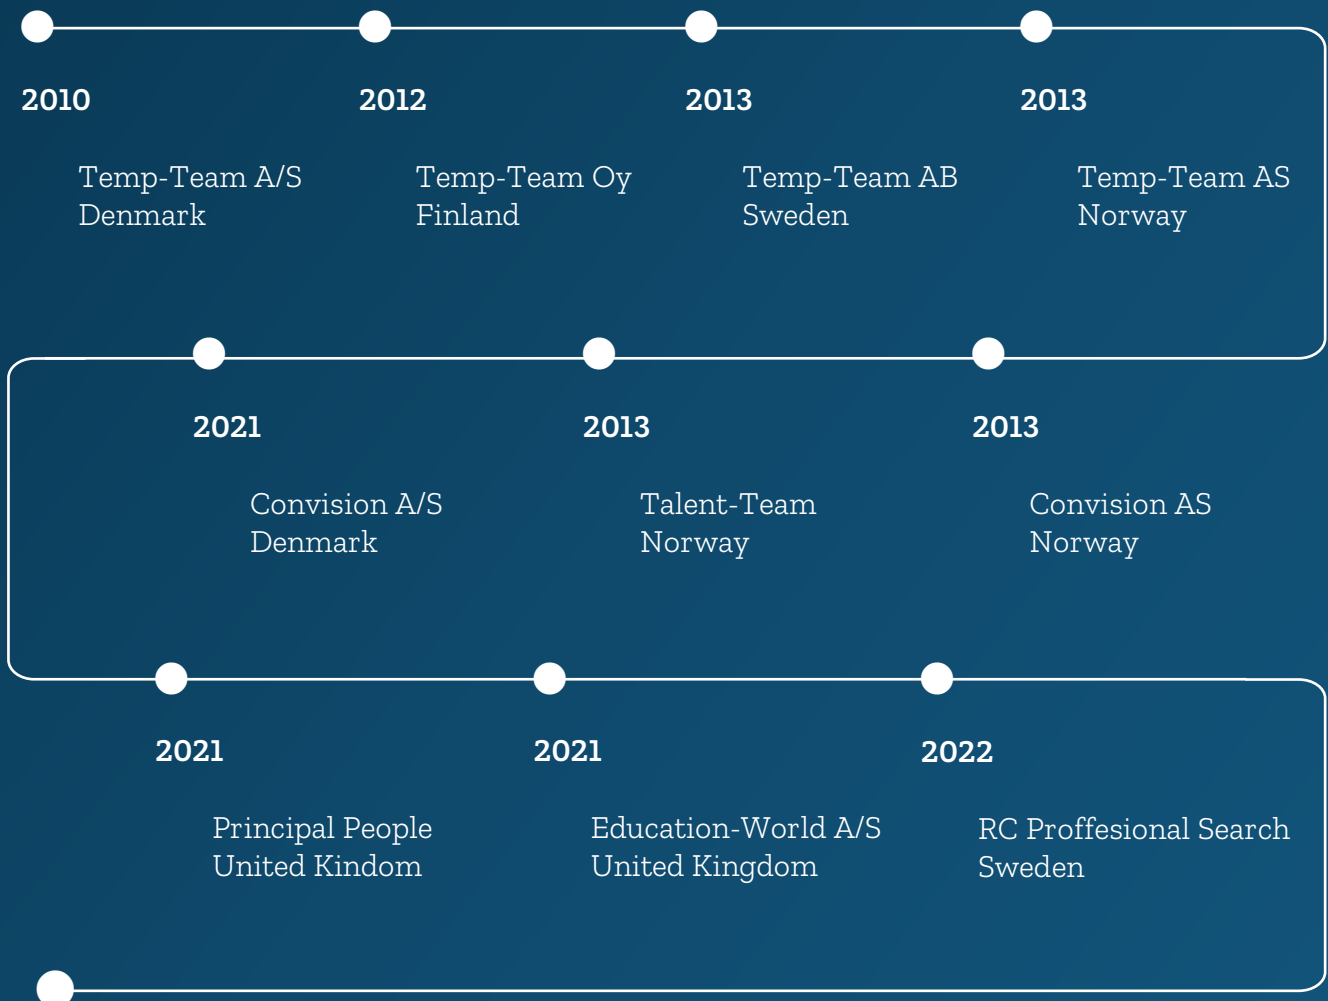 2010
Temp-Team A/S
Denmark
2012
Temp-Team Oy
Finland
2013
Temp-Team AB
Sweden
2013
Temp-Team AS
Norway
2021
Convision A/S
Denmark
2013
Talent-Team
Norway
2013
Convision AS
Norway
2021
Principal People
United Kindom
2021
Education-World A/S
United Kingdom
2022
RC Proffesional Search
Sweden